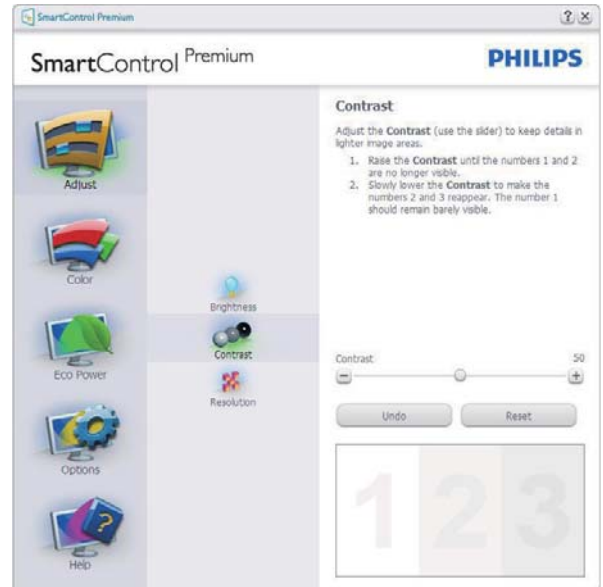 SmartControl Premium
SmartControl Premium
PHILIPS
Adjust
Color
Eco Power
Options
Help
Brightness
Contrast
Resolution
Contrast
Adjust the Contrast (use the slider) to keep details in
lighter image areas.
1. Raise the Contrast until the numbers 1 and 2
are no longer visible.
2. Slowly lower the Contrast to make the
numbers 2 and 3 reappear. The number 1
should remain barely visible.
Contrast 50
Undo Reset
1 2 3